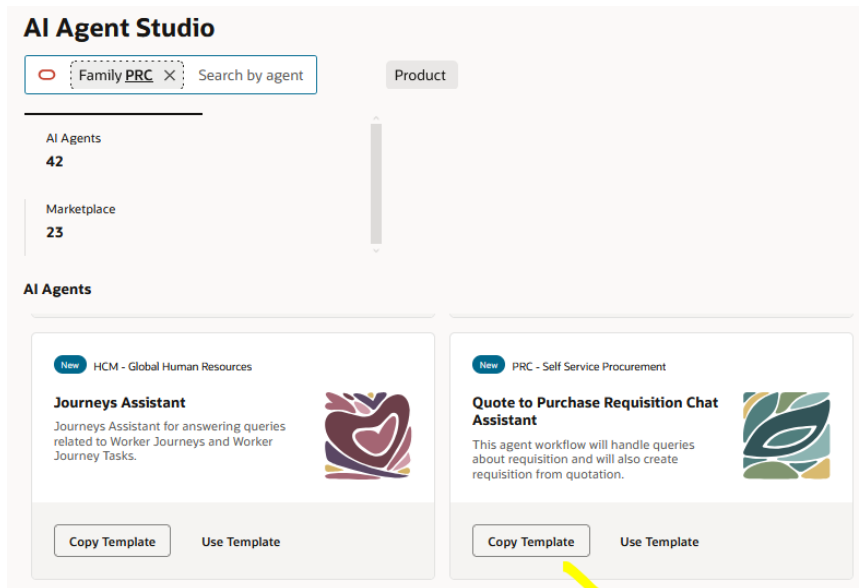 AI Agent Studio
Family PRC Search by agent
Product
AI Agents
42
Marketplace
23
AI Agents
New HCM - Global Human Resources
Journeys Assistant
Journeys Assistant for answering queries
related to Worker Journeys and Worker
Journey Tasks.
Copy Template Use Template
New PRC - Self Service Procurement
Quote to Purchase Requisition Chat
Assistant
This agent workflow will handle queries
about requisition and will also create
requisition from quotation.
Copy Template Use Template